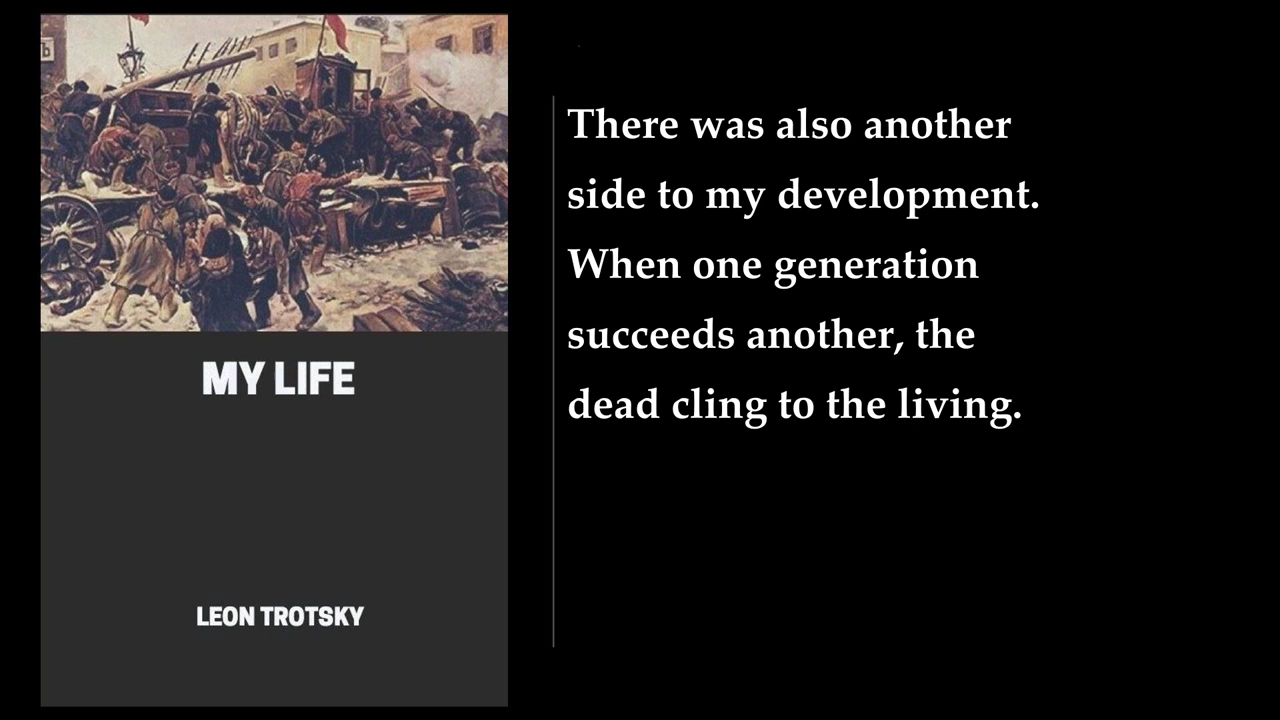 MY LIFE
LEON TROTSKY
There was also another
side to my development.
When one generation
succeeds another, the
dead cling to the living.